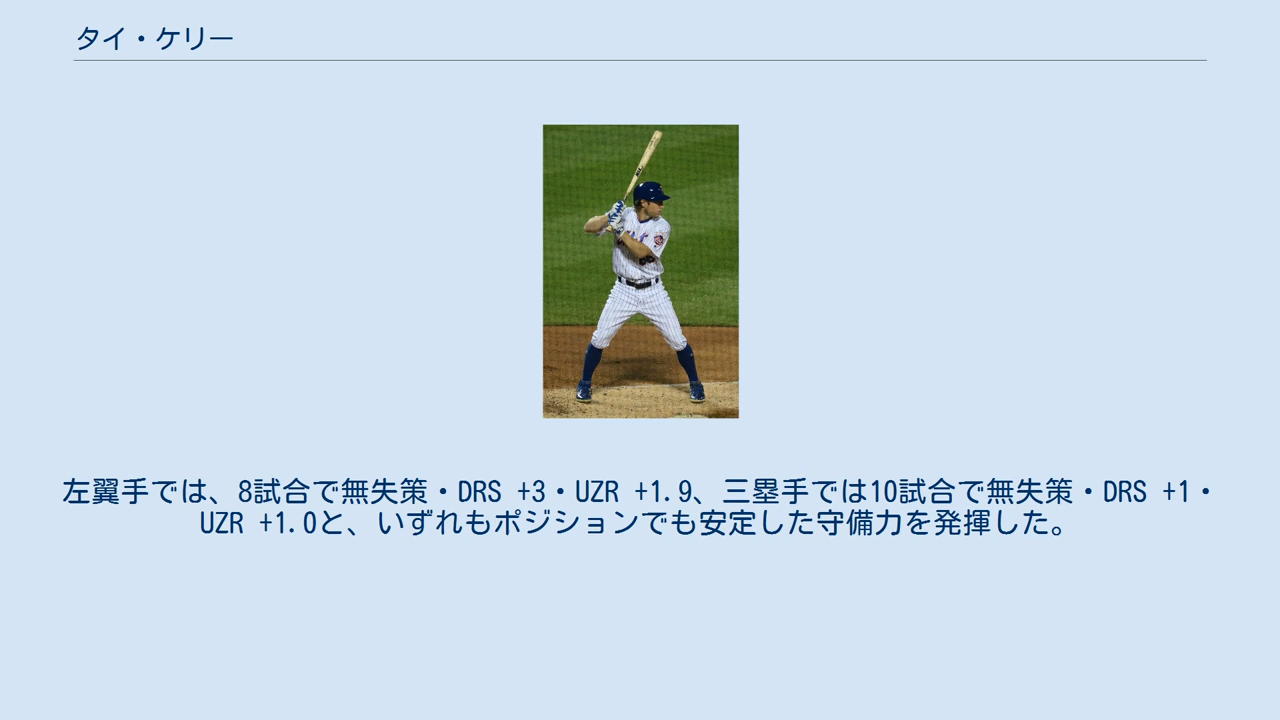 タイ・ケリー
左翼手では、8試合で無失策・DRS +3・UZR +1.9、三塁手では10試合で無失策・DRS +1・
UZR +1.0と、いずれもポジションでも安定した守備力を発揮した。